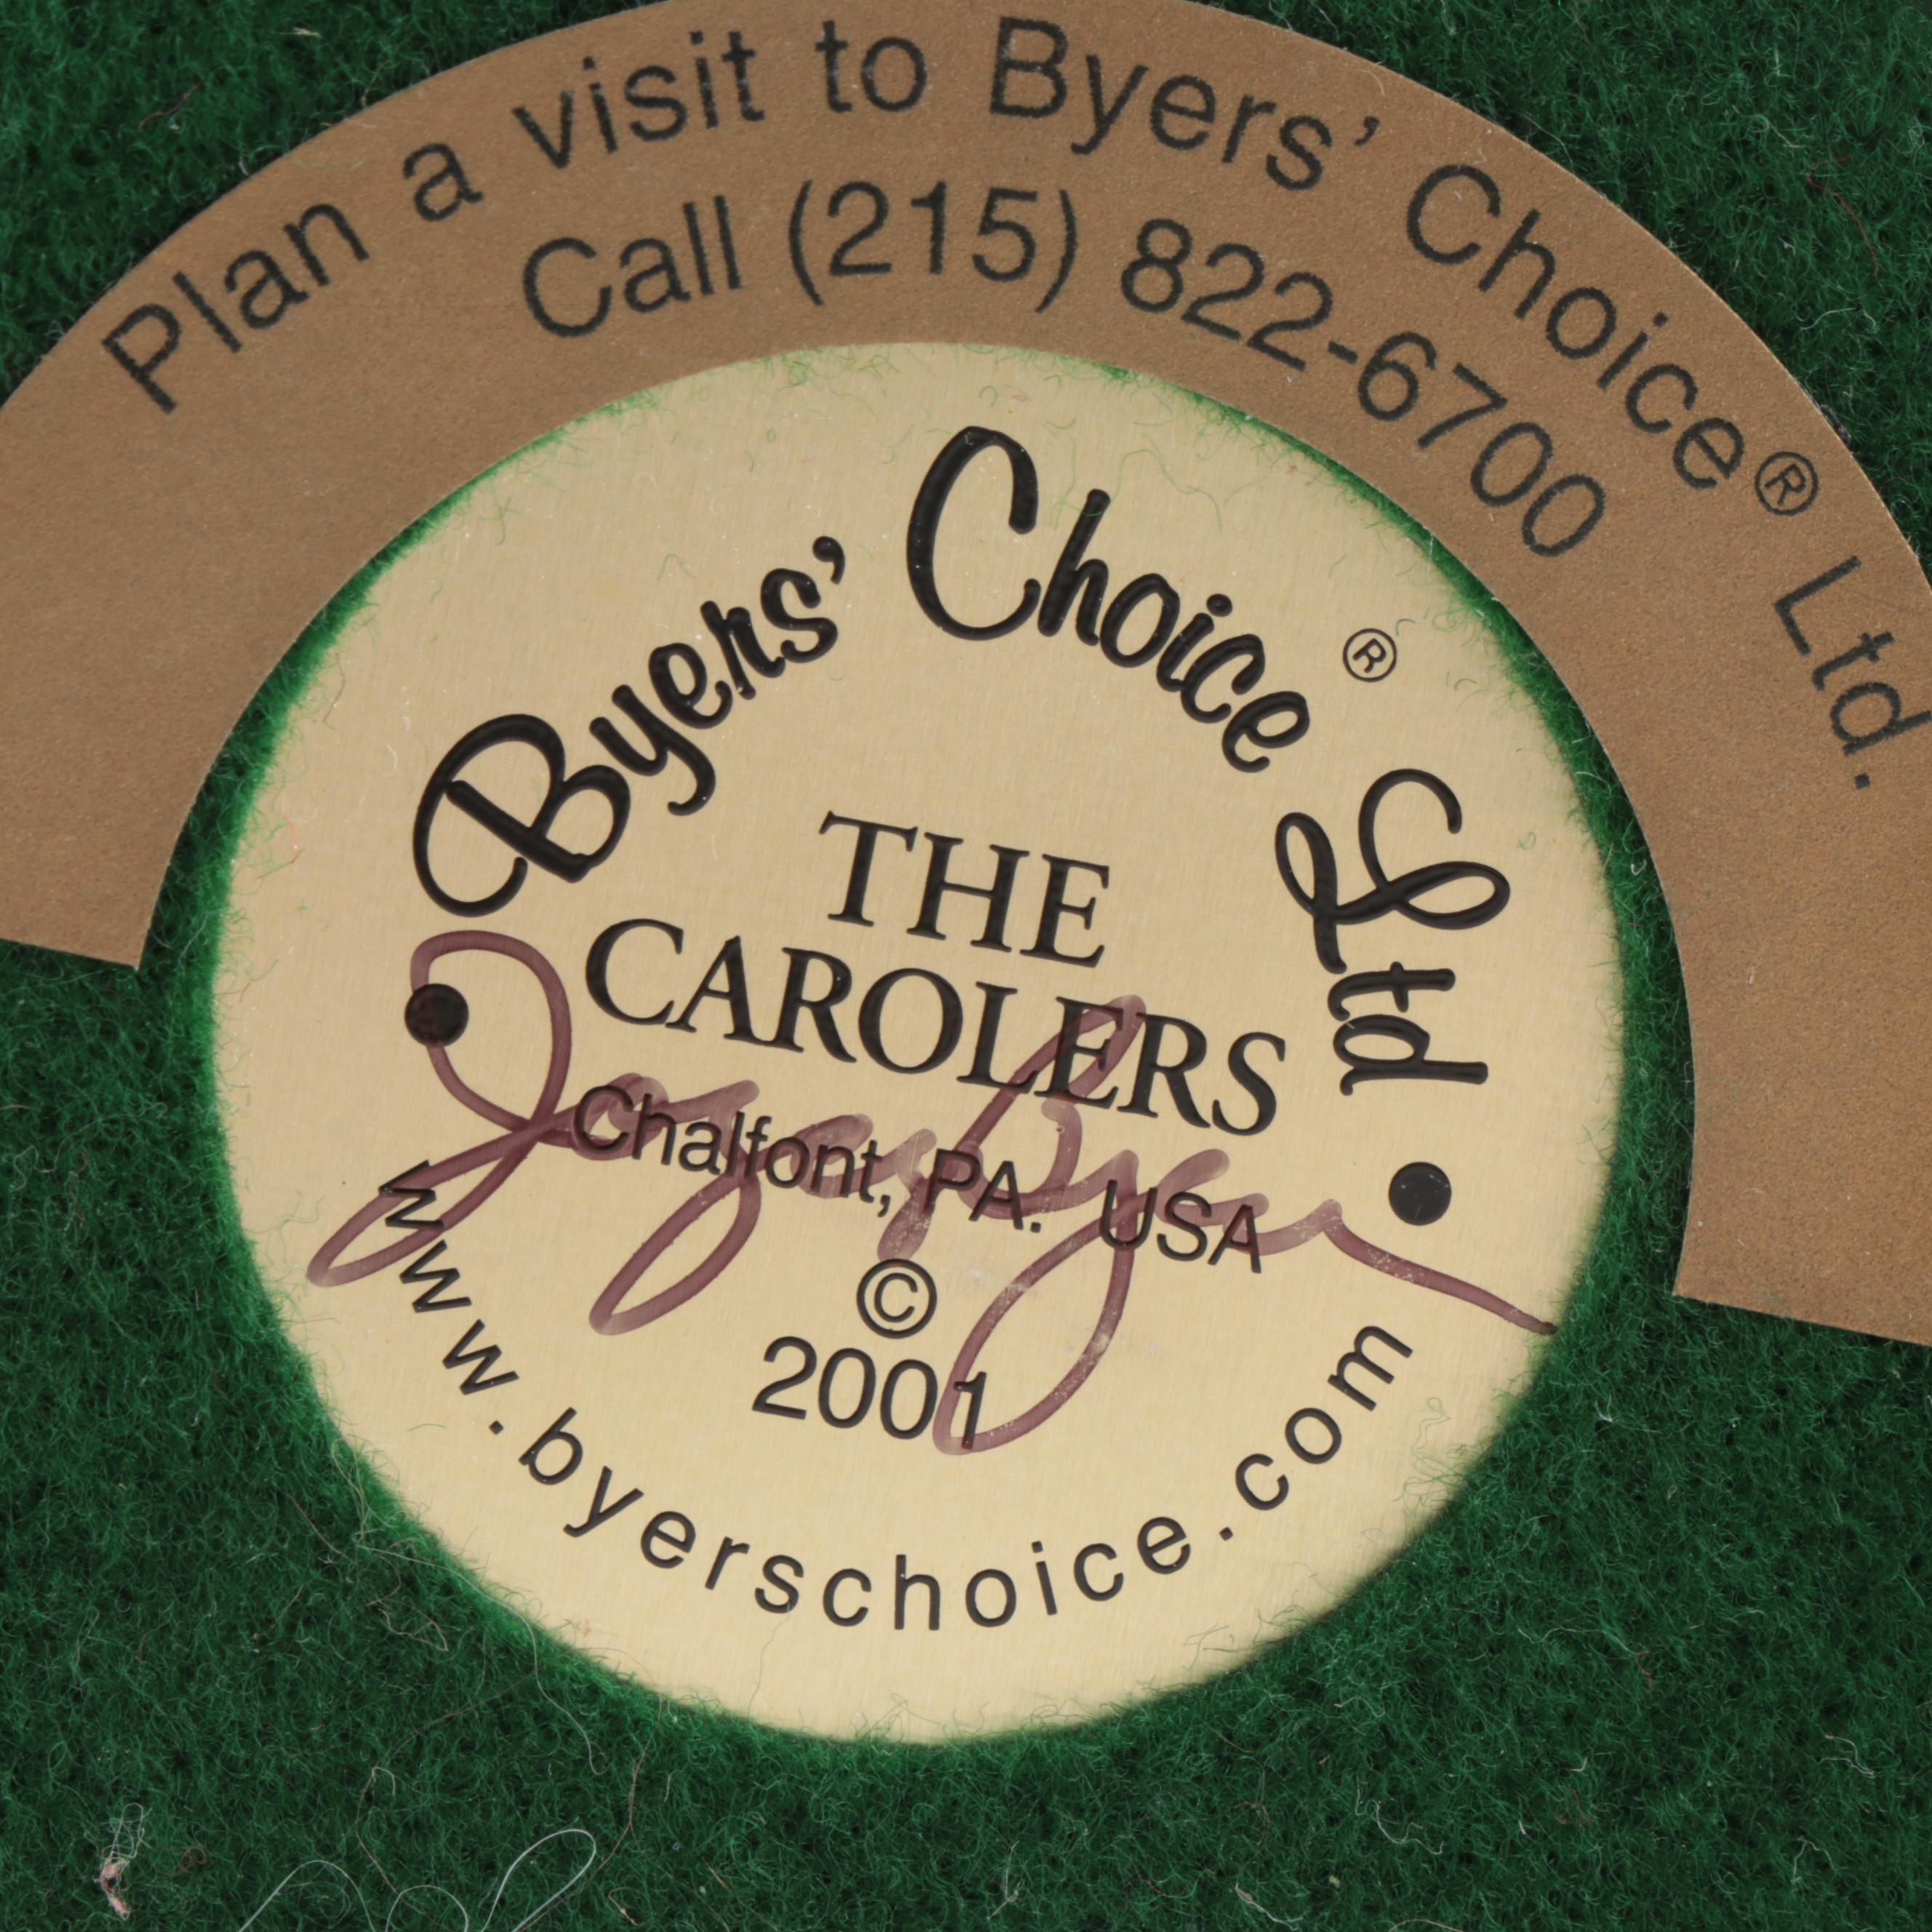 Plan a visit to Byers' Choice® Ltd.
Call (215) 822-6700
Byers' Choice® Ltd
THE
CAROLERS
Chalfont, PA. USA
©
2001
www.byerschoice.com